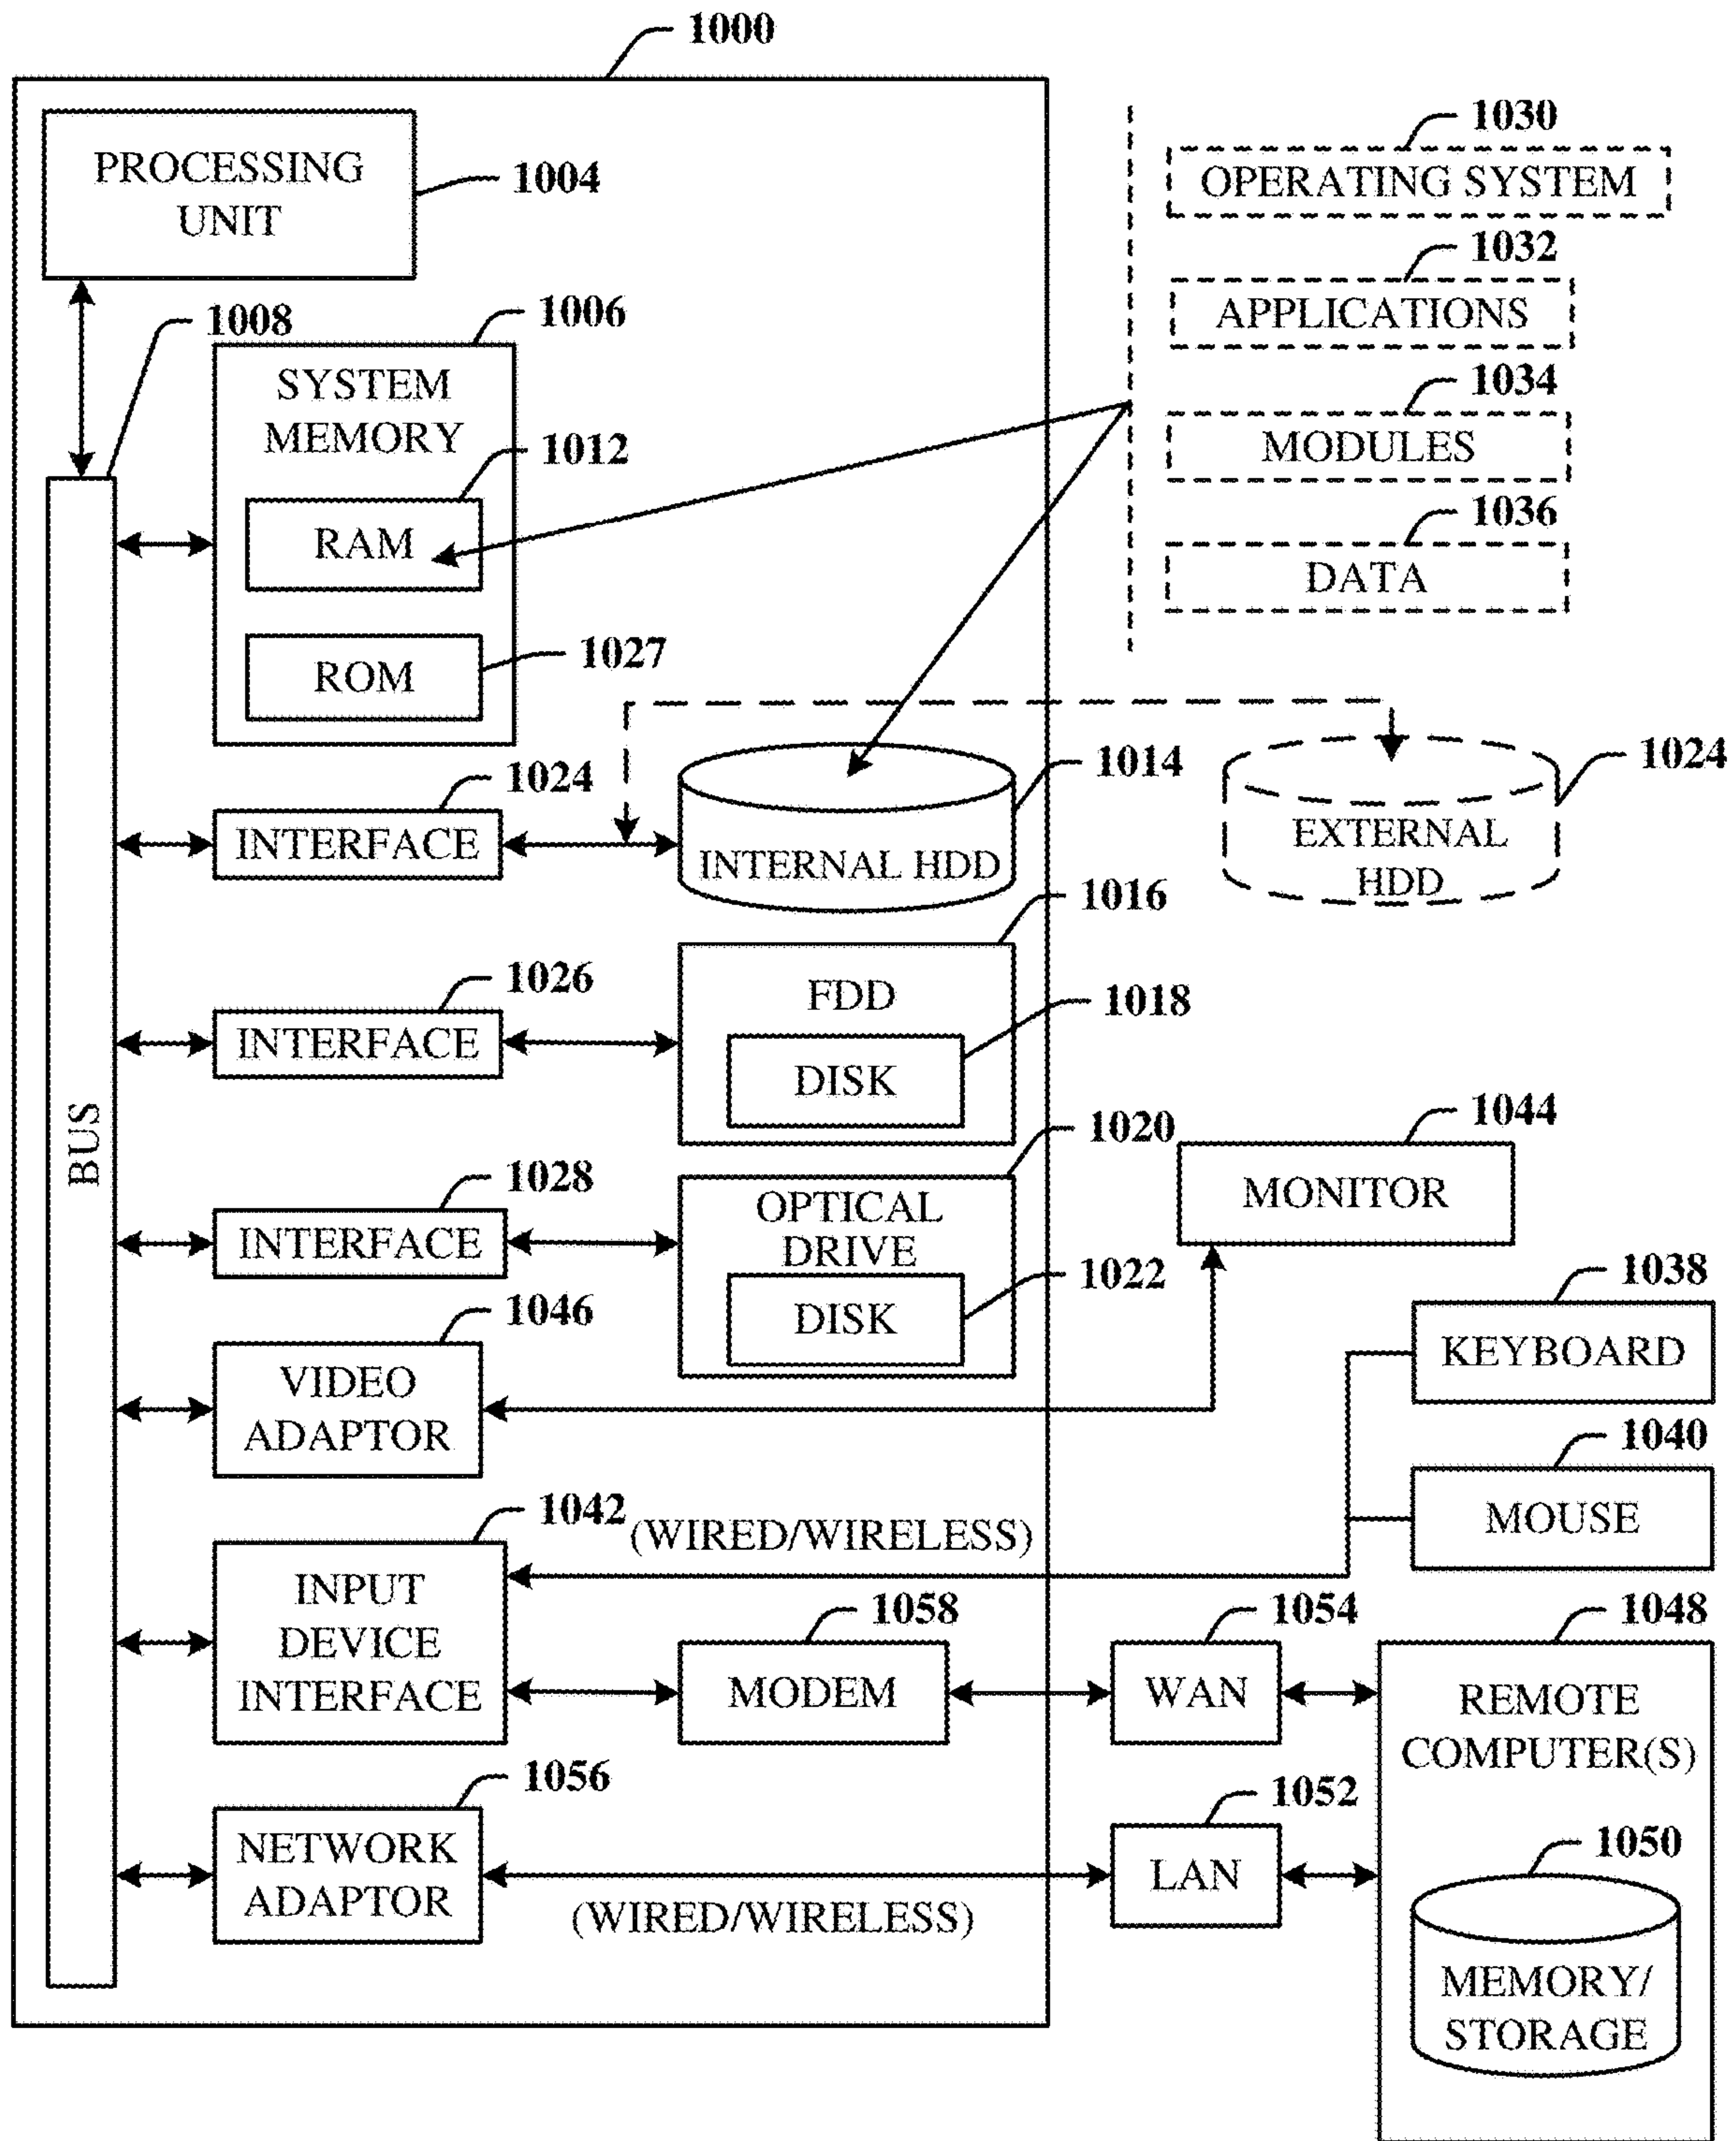 1000
PROCESSING
UNIT
1004
1030
OPERATING SYSTEM
1032
APPLICATIONS
1034
MODULES
1036
DATA
1008
1006
SYSTEM
MEMORY
1012
RAM
1027
ROM
1024
INTERFACE
1014
INTERNAL HDD
1024
EXTERNAL
HDD
1026
INTERFACE
1016
FDD
1018
DISK
BUS
1028
INTERFACE
1020
OPTICAL
DRIVE
1022
DISK
1044
MONITOR
1046
VIDEO
ADAPTOR
1038
KEYBOARD
1040
MOUSE
1042
(WIRED/WIRELESS)
INPUT
DEVICE
INTERFACE
1058
MODEM
1054
WAN
1048
REMOTE
COMPUTER(S)
1056
NETWORK
ADAPTOR
(WIRED/WIRELESS)
1052
LAN
1050
MEMORY/
STORAGE